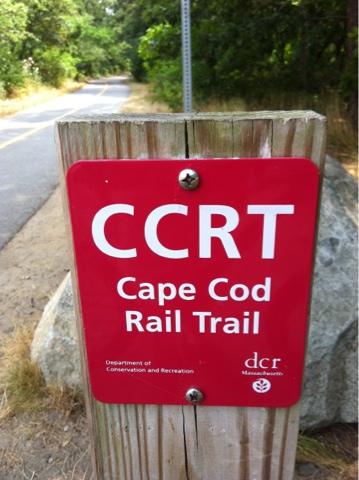 CCRT
Cape Cod
Rail Trail
Department of
Conservation and Recreation
dcr
Massachusetts